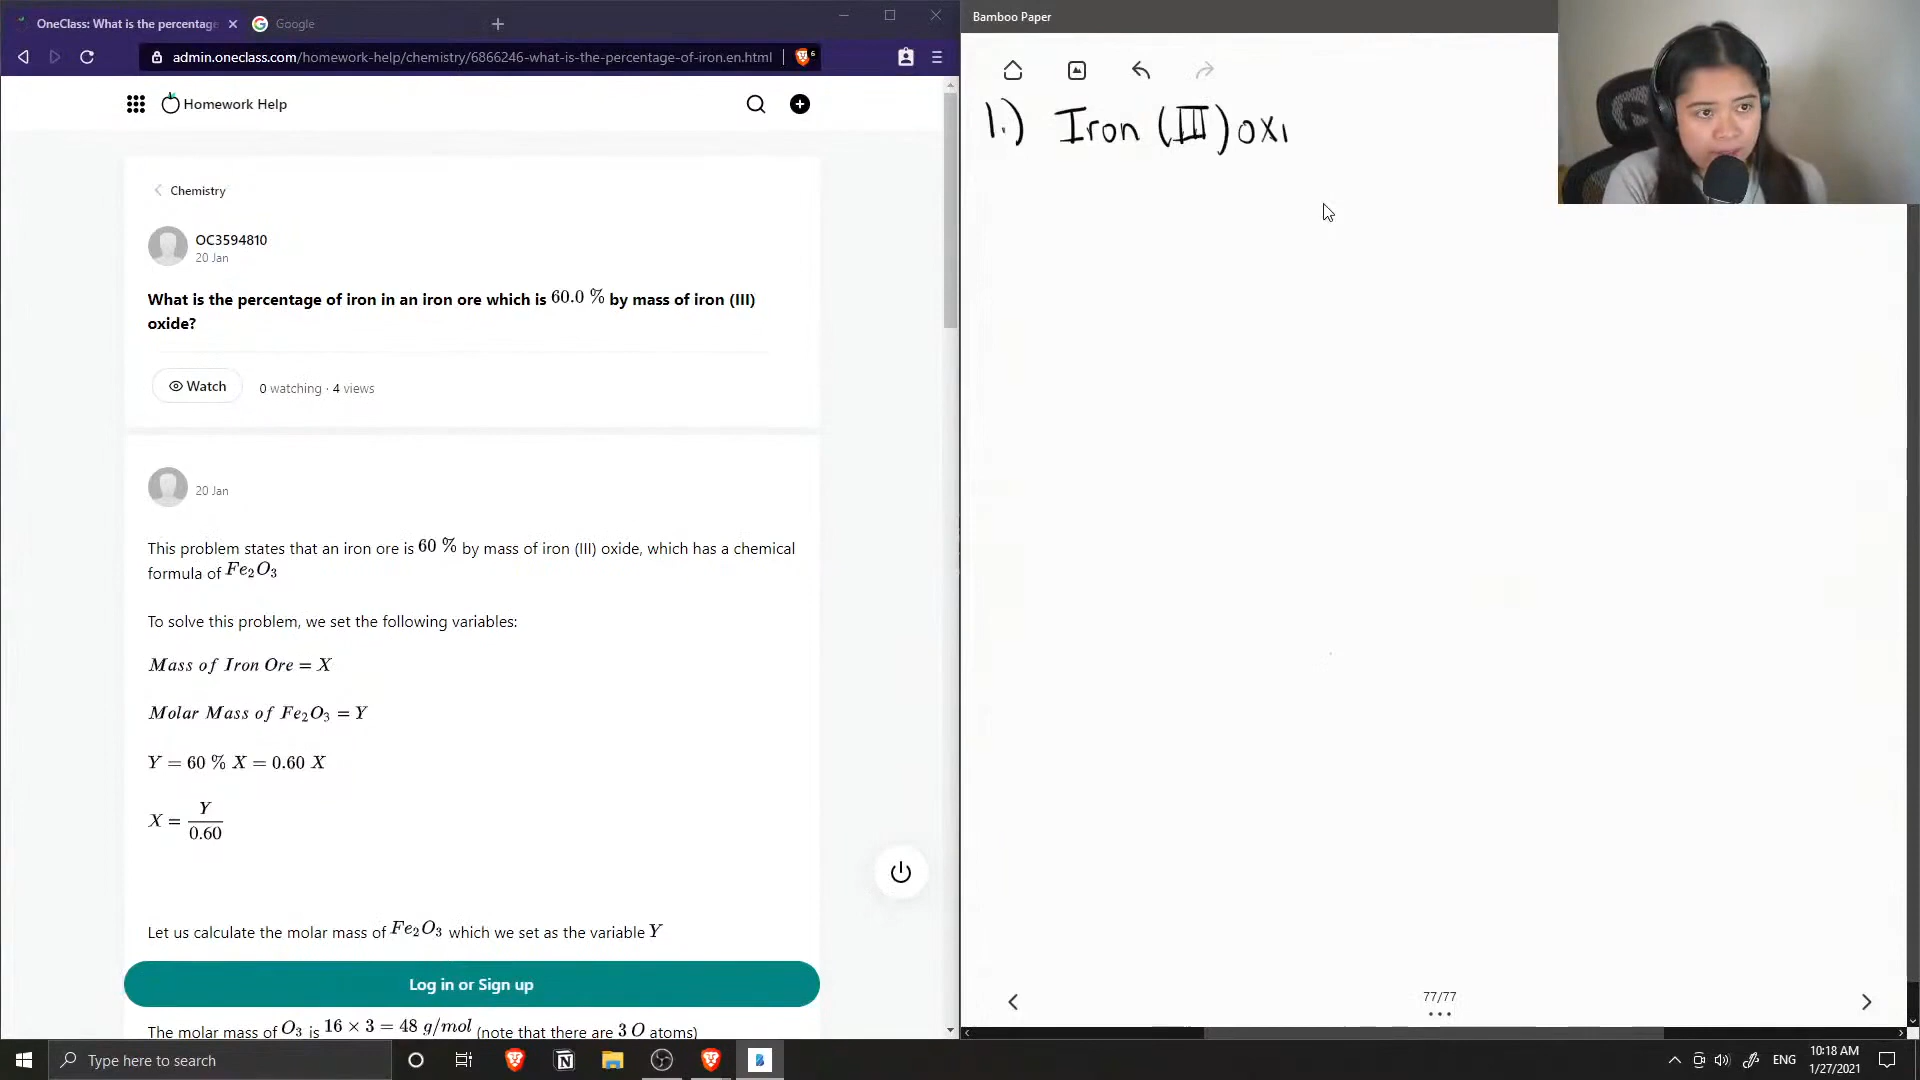 OneClass: What is the percentage
Google
admin.oneclass.com/homework-help/chemistry/6866246-what-is-the-percentage-of-iron.en.html
6
Homework Help
Chemistry
OC3594810
20 Jan
What is the percentage of iron in an iron ore which is 60.0 % by mass of iron (III)
oxide?
Watch
0 watching · 4 views
20 Jan
This problem states that an iron ore is 60 % by mass of iron (III) oxide, which has a chemical
formula of Fe₂O₃
To solve this problem, we set the following variables:
Mass of Iron Ore = X
Molar Mass of Fe₂O₃ = Y
Y = 60 % X = 0.60 X
X = Y / 0.60
Let us calculate the molar mass of Fe₂O₃ which we set as the variable Y
Log in or Sign up
The molar mass of O₃ is 16 × 3 = 48 g/mol (note that there are 3 O atoms)
Bamboo Paper
1.) Iron (III) oxi
77/77
Type here to search
ENG
10:18 AM
1/27/2021